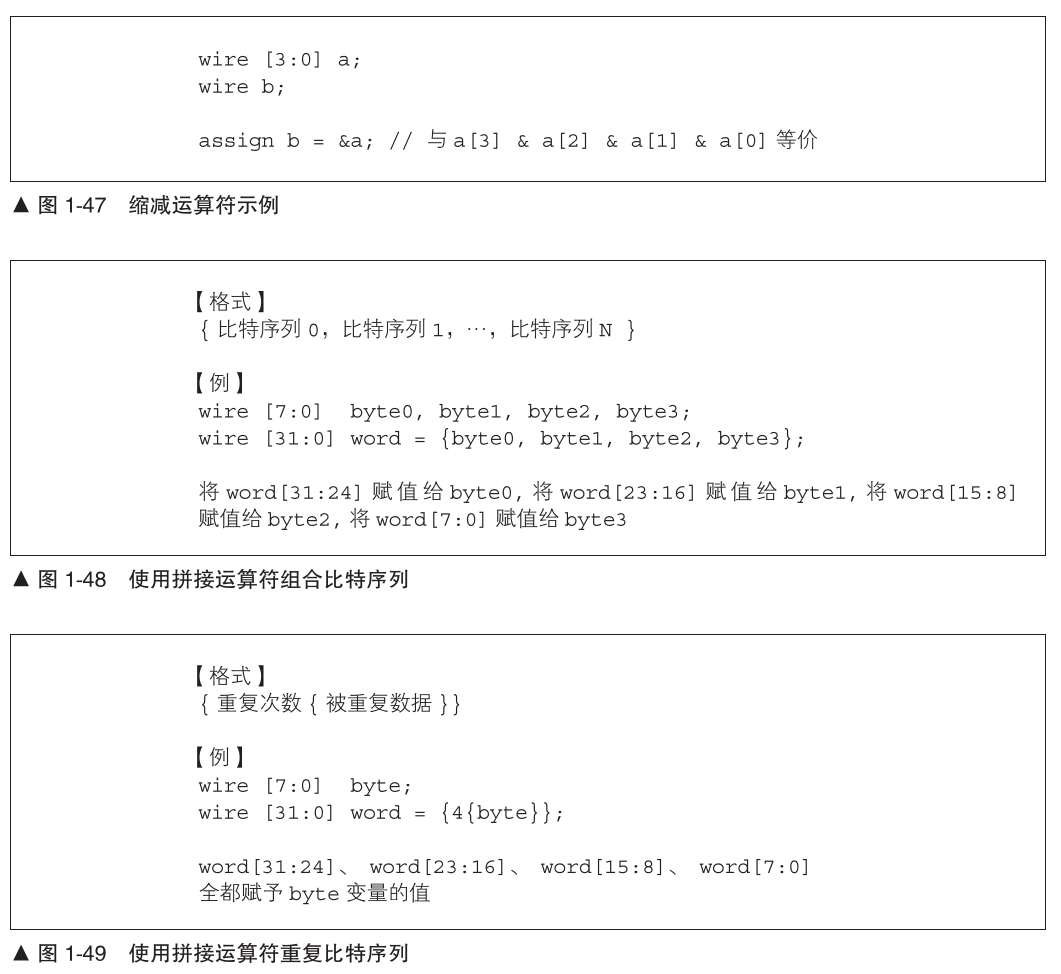 wire [3:0] a;
wire b;
assign b = &a; // 与 a[3] & a[2] & a[1] & a[0] 等价
▲ 图 1-47 缩减运算符示例
【格式】
{ 比特序列 0, 比特序列 1, …, 比特序列 N }
【例】
wire [7:0] byte0, byte1, byte2, byte3;
wire [31:0] word = {byte0, byte1, byte2, byte3};
将 word[31:24] 赋值给 byte0, 将 word[23:16] 赋值给 byte1, 将 word[15:8]
赋值给 byte2, 将 word[7:0] 赋值给 byte3
▲ 图 1-48 使用拼接运算符组合比特序列
【格式】
{ 重复次数 { 被重复数据 }}
【例】
wire [7:0] byte;
wire [31:0] word = {4{byte}};
word[31:24]、 word[23:16]、 word[15:8]、 word[7:0]
全都赋予 byte 变量的值
▲ 图 1-49 使用拼接运算符重复比特序列